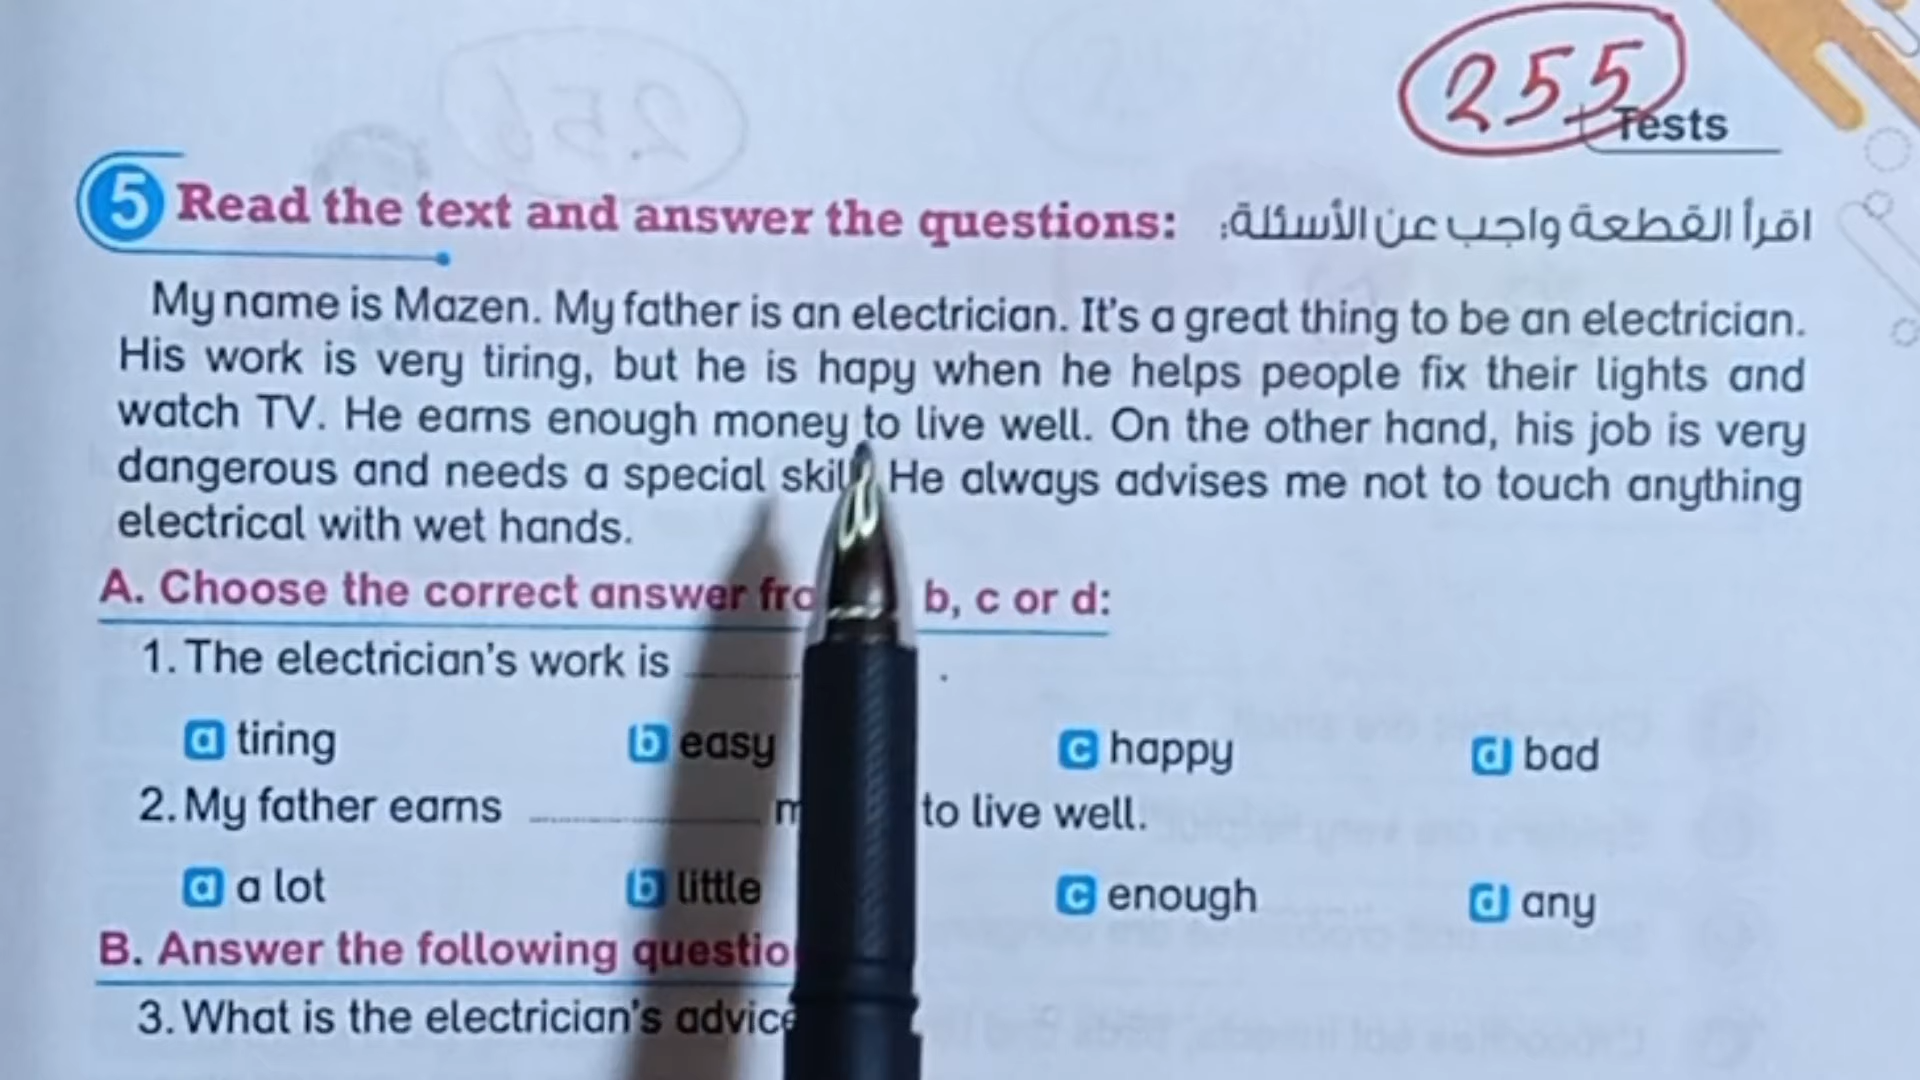 255
Tests
5 Read the text and answer the questions: اقرأ القطعة واجب عن الأسئلة:
My name is Mazen. My father is an electrician. It's a great thing to be an electrician.
His work is very tiring, but he is hapy when he helps people fix their lights and
watch TV. He earns enough money to live well. On the other hand, his job is very
dangerous and needs a special He always advises me not to touch anything
electrical with wet hands.
A. Choose the correct answer b, c or d:
1. The electrician's work is .
a tiring b easy c happy d bad
2. My father earns to live well.
a a lot b little c enough d any
B. Answer the following
3. What is the electrician's